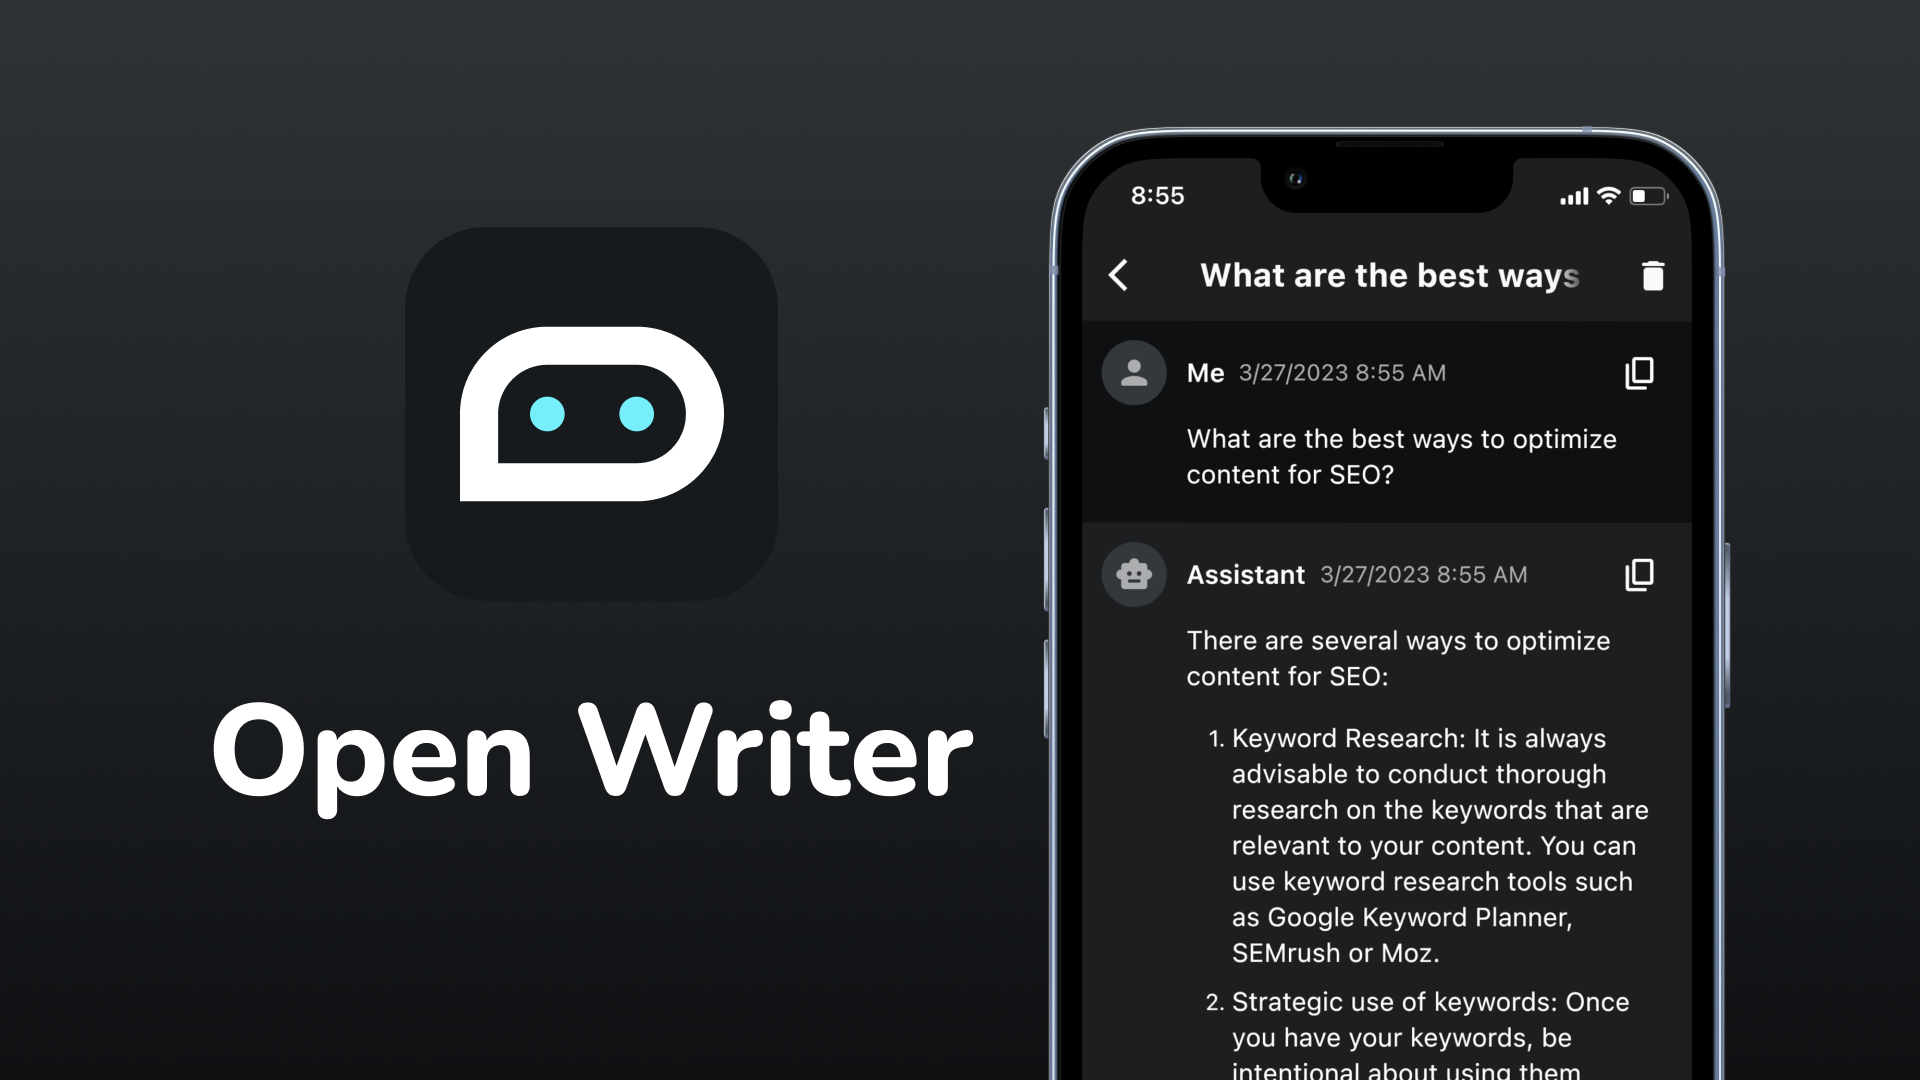 Open Writer
8:55
What are the best ways
Me 3/27/2023 8:55 AM
What are the best ways to optimize
content for SEO?
Assistant 3/27/2023 8:55 AM
There are several ways to optimize
content for SEO:
1. Keyword Research: It is always
advisable to conduct thorough
research on the keywords that are
relevant to your content. You can
use keyword research tools such
as Google Keyword Planner,
SEMrush or Moz.
2. Strategic use of keywords: Once
you have your keywords, be
intentional about using them